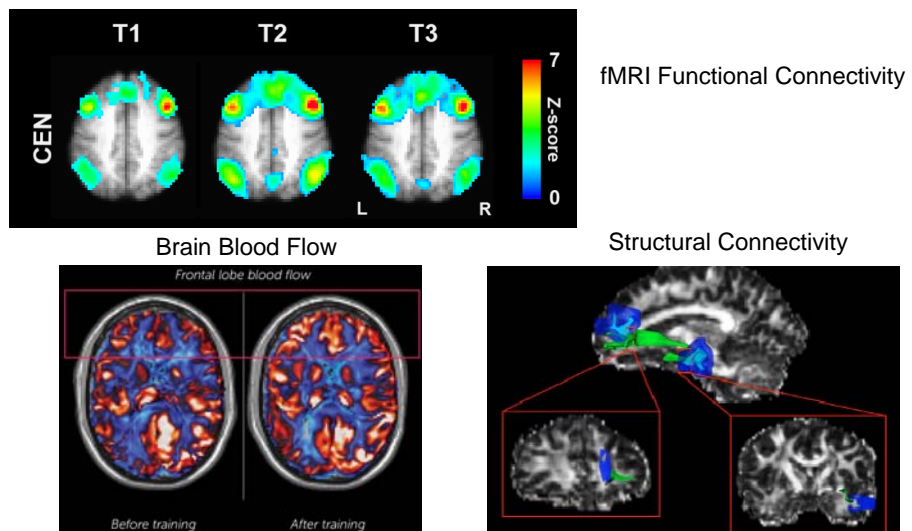 T1 T2 T3
fMRI Functional Connectivity
CEN
7
Z-score
0
L R
Brain Blood Flow
Structural Connectivity
Frontal lobe blood flow
Before training After training